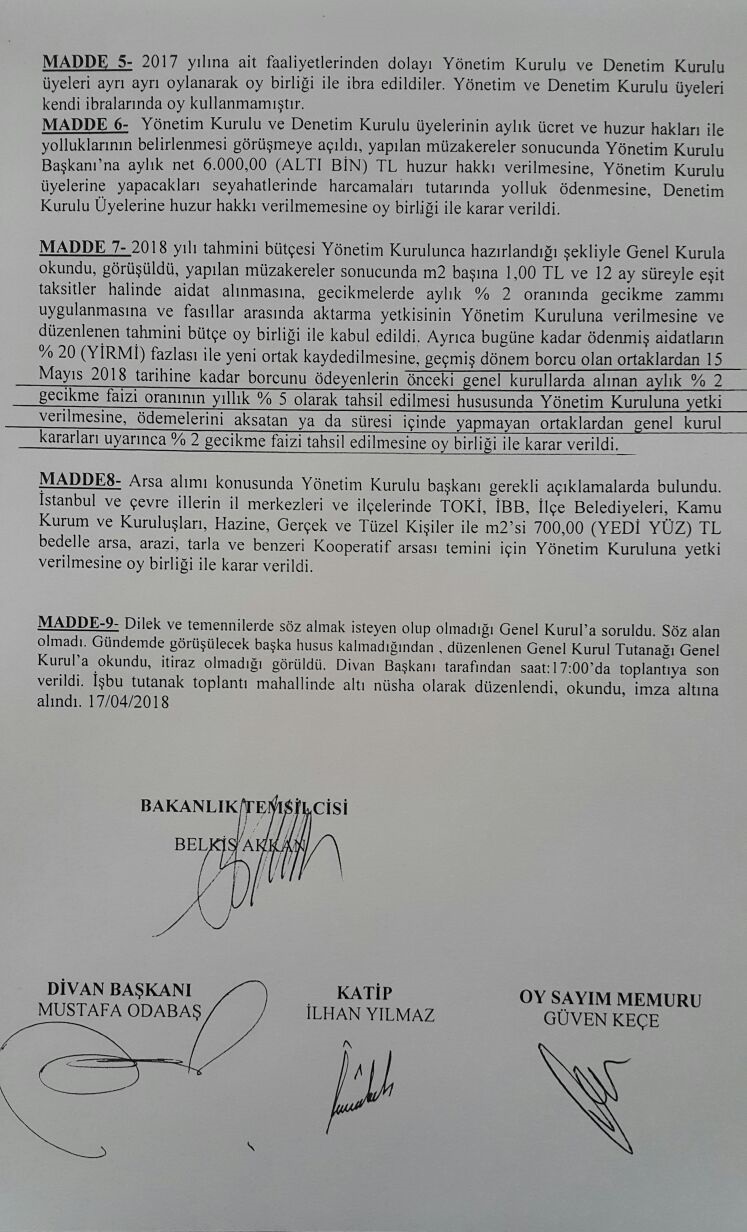 MADDE 5- 2017 yılına ait faaliyetlerinden dolayı Yönetim Kurulu ve Denetim Kurulu
üyeleri ayrı ayrı oylanarak oy birliği ile ibra edildiler. Yönetim ve Denetim Kurulu üyeleri
kendi ibralarında oy kullanmamıştır.
MADDE 6- Yönetim Kurulu ve Denetim Kurulu üyelerinin aylık ücret ve huzur hakları ile
yolluklarının belirlenmesi görüşmeye açıldı, yapılan müzakereler sonucunda Yönetim Kurulu
Başkanı'na aylık net 6.000,00 (ALTI BİN) TL huzur hakkı verilmesine, Yönetim Kurulu
üyelerine yapacakları seyahatlerinde harcamaları tutarında yolluk ödenmesine, Denetim
Kurulu Üyelerine huzur hakkı verilmemesine oy birliği ile karar verildi.
MADDE 7- 2018 yılı tahmini bütçesi Yönetim Kurulunca hazırlandığı şekliyle Genel Kurula
okundu, görüşüldü, yapılan müzakereler sonucunda m2 başına 1,00 TL ve 12 ay süreyle eşit
taksitler halinde aidat alınmasına, gecikmelerde aylık % 2 oranında gecikme zammı
uygulanmasına ve fasıllar arasında aktarma yetkisinin Yönetim Kuruluna verilmesine ve
düzenlenen tahmini bütçe oy birliği ile kabul edildi. Ayrıca bugüne kadar ödenmiş aidatların
% 20 (YİRMİ) fazlası ile yeni ortak kaydedilmesine, geçmiş dönem borcu olan ortaklardan 15
Mayıs 2018 tarihine kadar borcunu ödeyenlerin önceki genel kurullarda alınan aylık % 2
gecikme faizi oranının yıllık % 5 olarak tahsil edilmesi hususunda Yönetim Kuruluna yetki
verilmesine, ödemelerini aksatan ya da süresi içinde yapmayan ortaklardan genel kurul
kararları uyarınca % 2 gecikme faizi tahsil edilmesine oy birliği ile karar verildi.
MADDE8- Arsa alımı konusunda Yönetim Kurulu başkanı gerekli açıklamalarda bulundu.
İstanbul ve çevre illerin il merkezleri ve ilçelerinde TOKİ, İBB, İlçe Belediyeleri, Kamu
Kurum ve Kuruluşları, Hazine, Gerçek ve Tüzel Kişiler ile m2'si 700,00 (YEDİ YÜZ) TL
bedelle arsa, arazi, tarla ve benzeri Kooperatif arsası temini için Yönetim Kuruluna yetki
verilmesine oy birliği ile karar verildi.
MADDE-9- Dilek ve temennilerde söz almak isteyen olup olmadığı Genel Kurul'a soruldu. Söz alan
olmadı. Gündemde görüşülecek başka husus kalmadığından , düzenlenen Genel Kurul Tutanağı Genel
Kurul'a okundu, itiraz olmadığı görüldü. Divan Başkanı tarafından saat:17:00'da toplantıya son
verildi. İşbu tutanak toplantı mahallinde altı nüsha olarak düzenlendi, okundu, imza altına
alındı. 17/04/2018
BAKANLIK TEMSİLCİSİ
BELKİS AKKAN
DİVAN BAŞKANI
MUSTAFA ODABAŞ
KATİP
İLHAN YILMAZ
OY SAYIM MEMURU
GÜVEN KEÇE